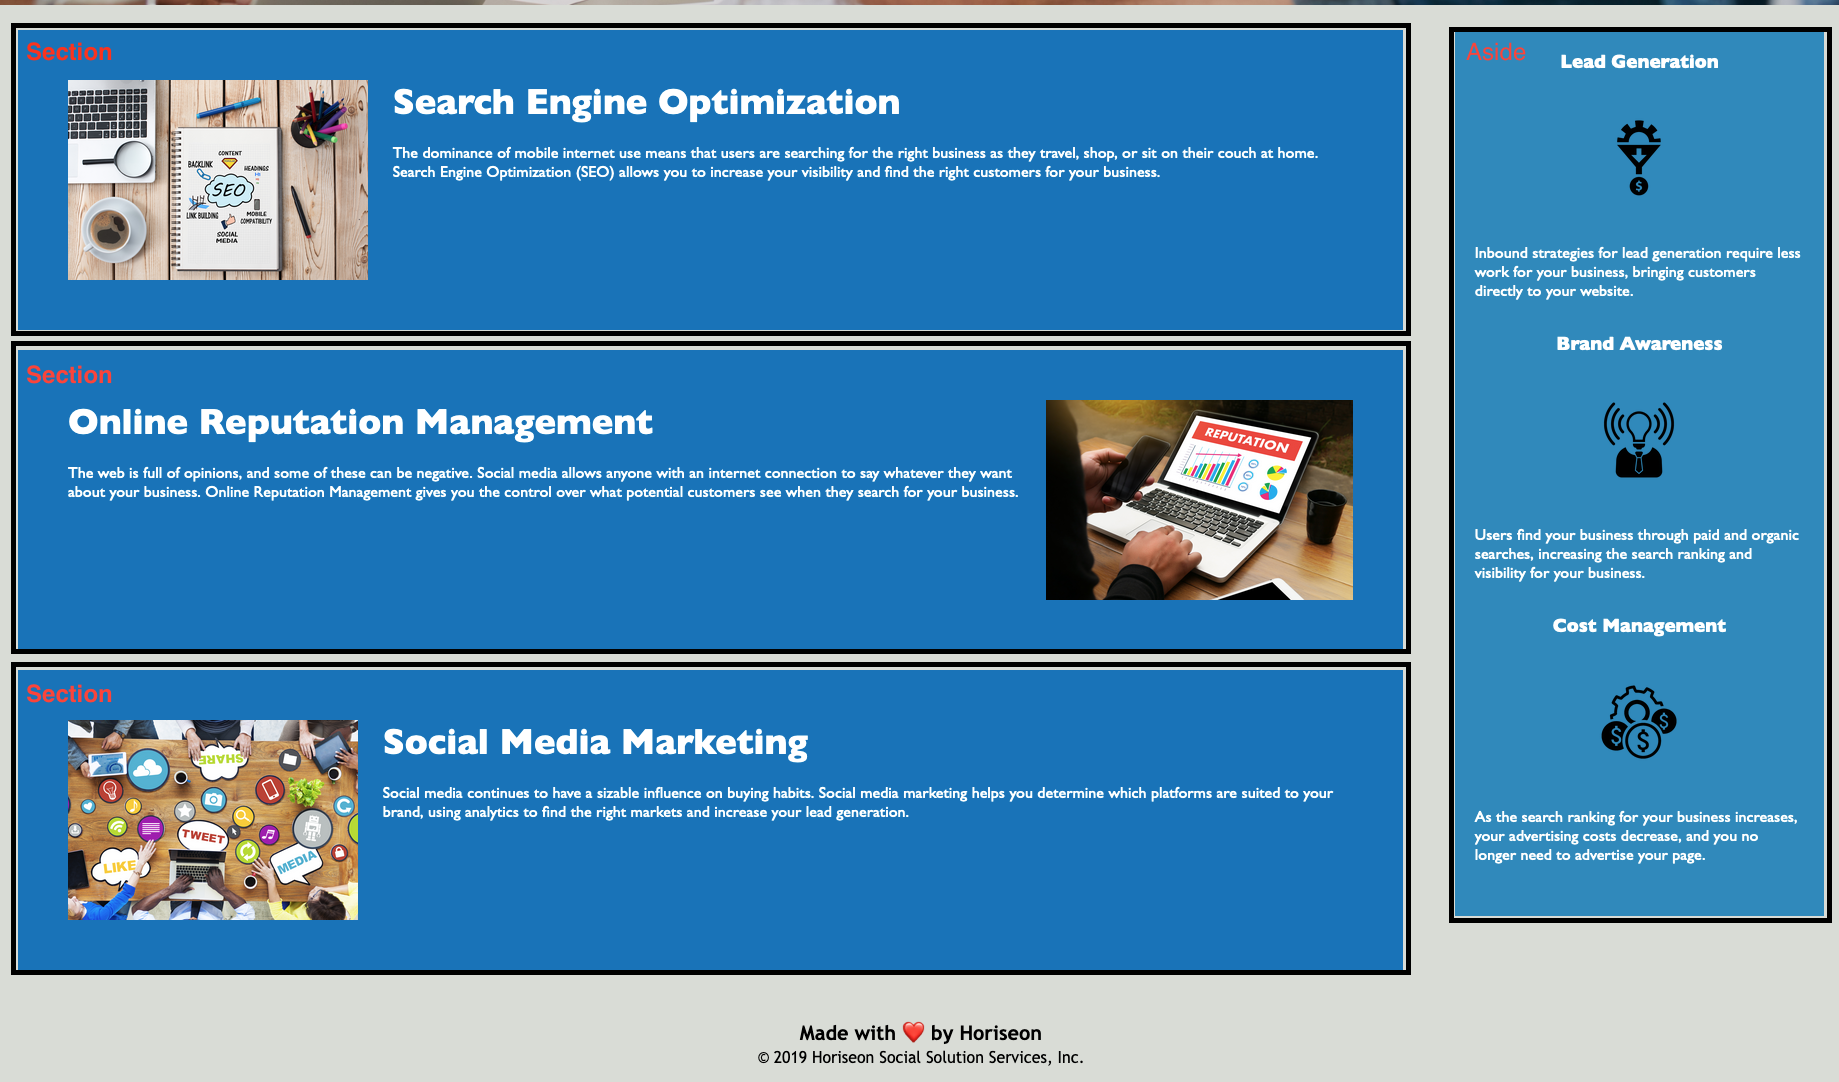 Section
CONTENT
BACKLINK
HEADINGS
SEO
LINK BUILDING
MOBILE
COMPATIBILITY
SOCIAL
MEDIA
Search Engine Optimization
The dominance of mobile internet use means that users are searching for the right business as they travel, shop, or sit on their couch at home.
Search Engine Optimization (SEO) allows you to increase your visibility and find the right customers for your business.
Section
Online Reputation Management
The web is full of opinions, and some of these can be negative. Social media allows anyone with an internet connection to say whatever they want
about your business. Online Reputation Management gives you the control over what potential customers see when they search for your business.
REPUTATION
Section
SHARE
TWEET
LIKE
MEDIA
Social Media Marketing
Social media continues to have a sizable influence on buying habits. Social media marketing helps you determine which platforms are suited to your
brand, using analytics to find the right markets and increase your lead generation.
Aside
Lead Generation
$
Inbound strategies for lead generation require less
work for your business, bringing customers
directly to your website.
Brand Awareness
Users find your business through paid and organic
searches, increasing the search ranking and
visibility for your business.
Cost Management
$ $ $
As the search ranking for your business increases,
your advertising costs decrease, and you no
longer need to advertise your page.
Made with ❤️ by Horiseon
© 2019 Horiseon Social Solution Services, Inc.